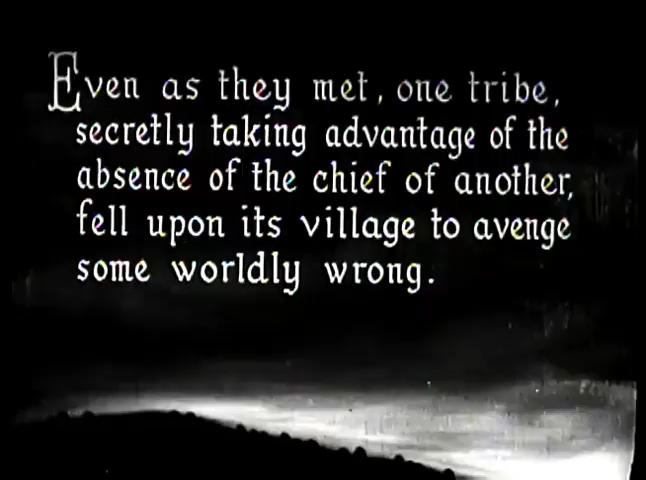 Even as they met, one tribe,
secretly taking advantage of the
absence of the chief of another,
fell upon its village to avenge
some worldly wrong.